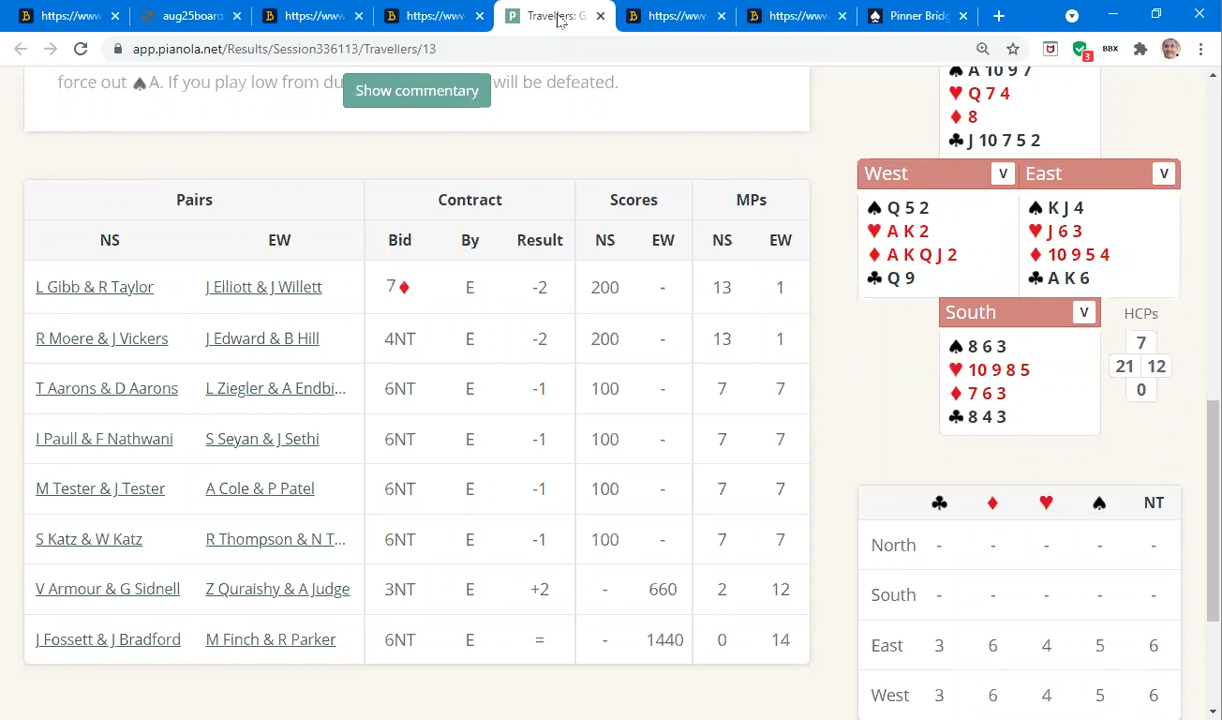 https://www
aug25boar
https://www
https://www
Travellers: G
https://www
https://www
Pinner Bridg
app.pianola.net/Results/Session336113/Travellers/13
3
BBX
force out ♠A. If you play low from du will be defeated.
Show commentary
Pairs Contract Scores MPs
NS EW Bid By Result NS EW NS EW
L Gibb & R Taylor J Elliott & J Willett 7♦ E -2 200 - 13 1
R Moere & J Vickers J Edward & B Hill 4NT E -2 200 - 13 1
T Aarons & D Aarons L Ziegler & A Endbi... 6NT E -1 100 - 7 7
I Paull & F Nathwani S Seyan & J Sethi 6NT E -1 100 - 7 7
M Tester & J Tester A Cole & P Patel 6NT E -1 100 - 7 7
S Katz & W Katz R Thompson & N T... 6NT E -1 100 - 7 7
V Armour & G Sidnell Z Quraishy & A Judge 3NT E +2 - 660 2 12
J Fossett & J Bradford M Finch & R Parker 6NT E = - 1440 0 14
♠ A 10 9 7
♥ Q 7 4
♦ 8
♣ J 10 7 5 2
West V East V
♠ Q 5 2 ♠ K J 4
♥ A K 2 ♥ J 6 3
♦ A K Q J 2 ♦ 10 9 5 4
♣ Q 9 ♣ A K 6
South V HCPs
♠ 8 6 3
♥ 10 9 8 5
♦ 7 6 3
♣ 8 4 3
7
21 12
0
♣ ♦ ♥ ♠ NT
North - - - - -
South - - - - -
East 3 6 4 5 6
West 3 6 4 5 6